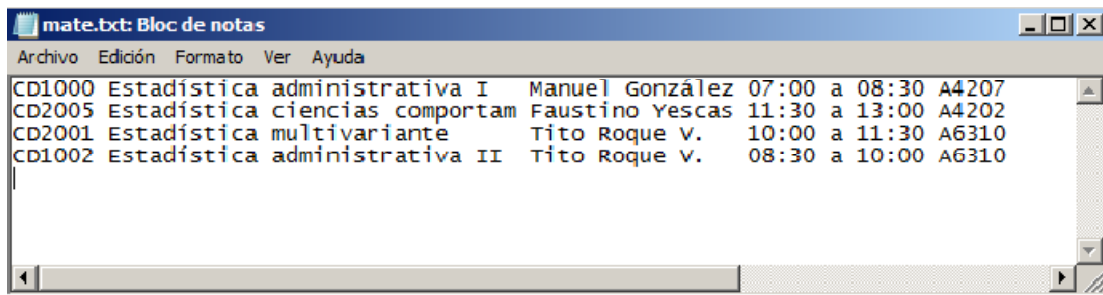 mate.txt: Bloc de notas
Archivo Edición Formato Ver Ayuda
CD1000 Estadística administrativa I Manuel González 07:00 a 08:30 A4207
CD2005 Estadística ciencias comportam Faustino Yescas 11:30 a 13:00 A4202
CD2001 Estadística multivariante Tito Roque V. 10:00 a 11:30 A6310
CD1002 Estadística administrativa II Tito Roque V. 08:30 a 10:00 A6310